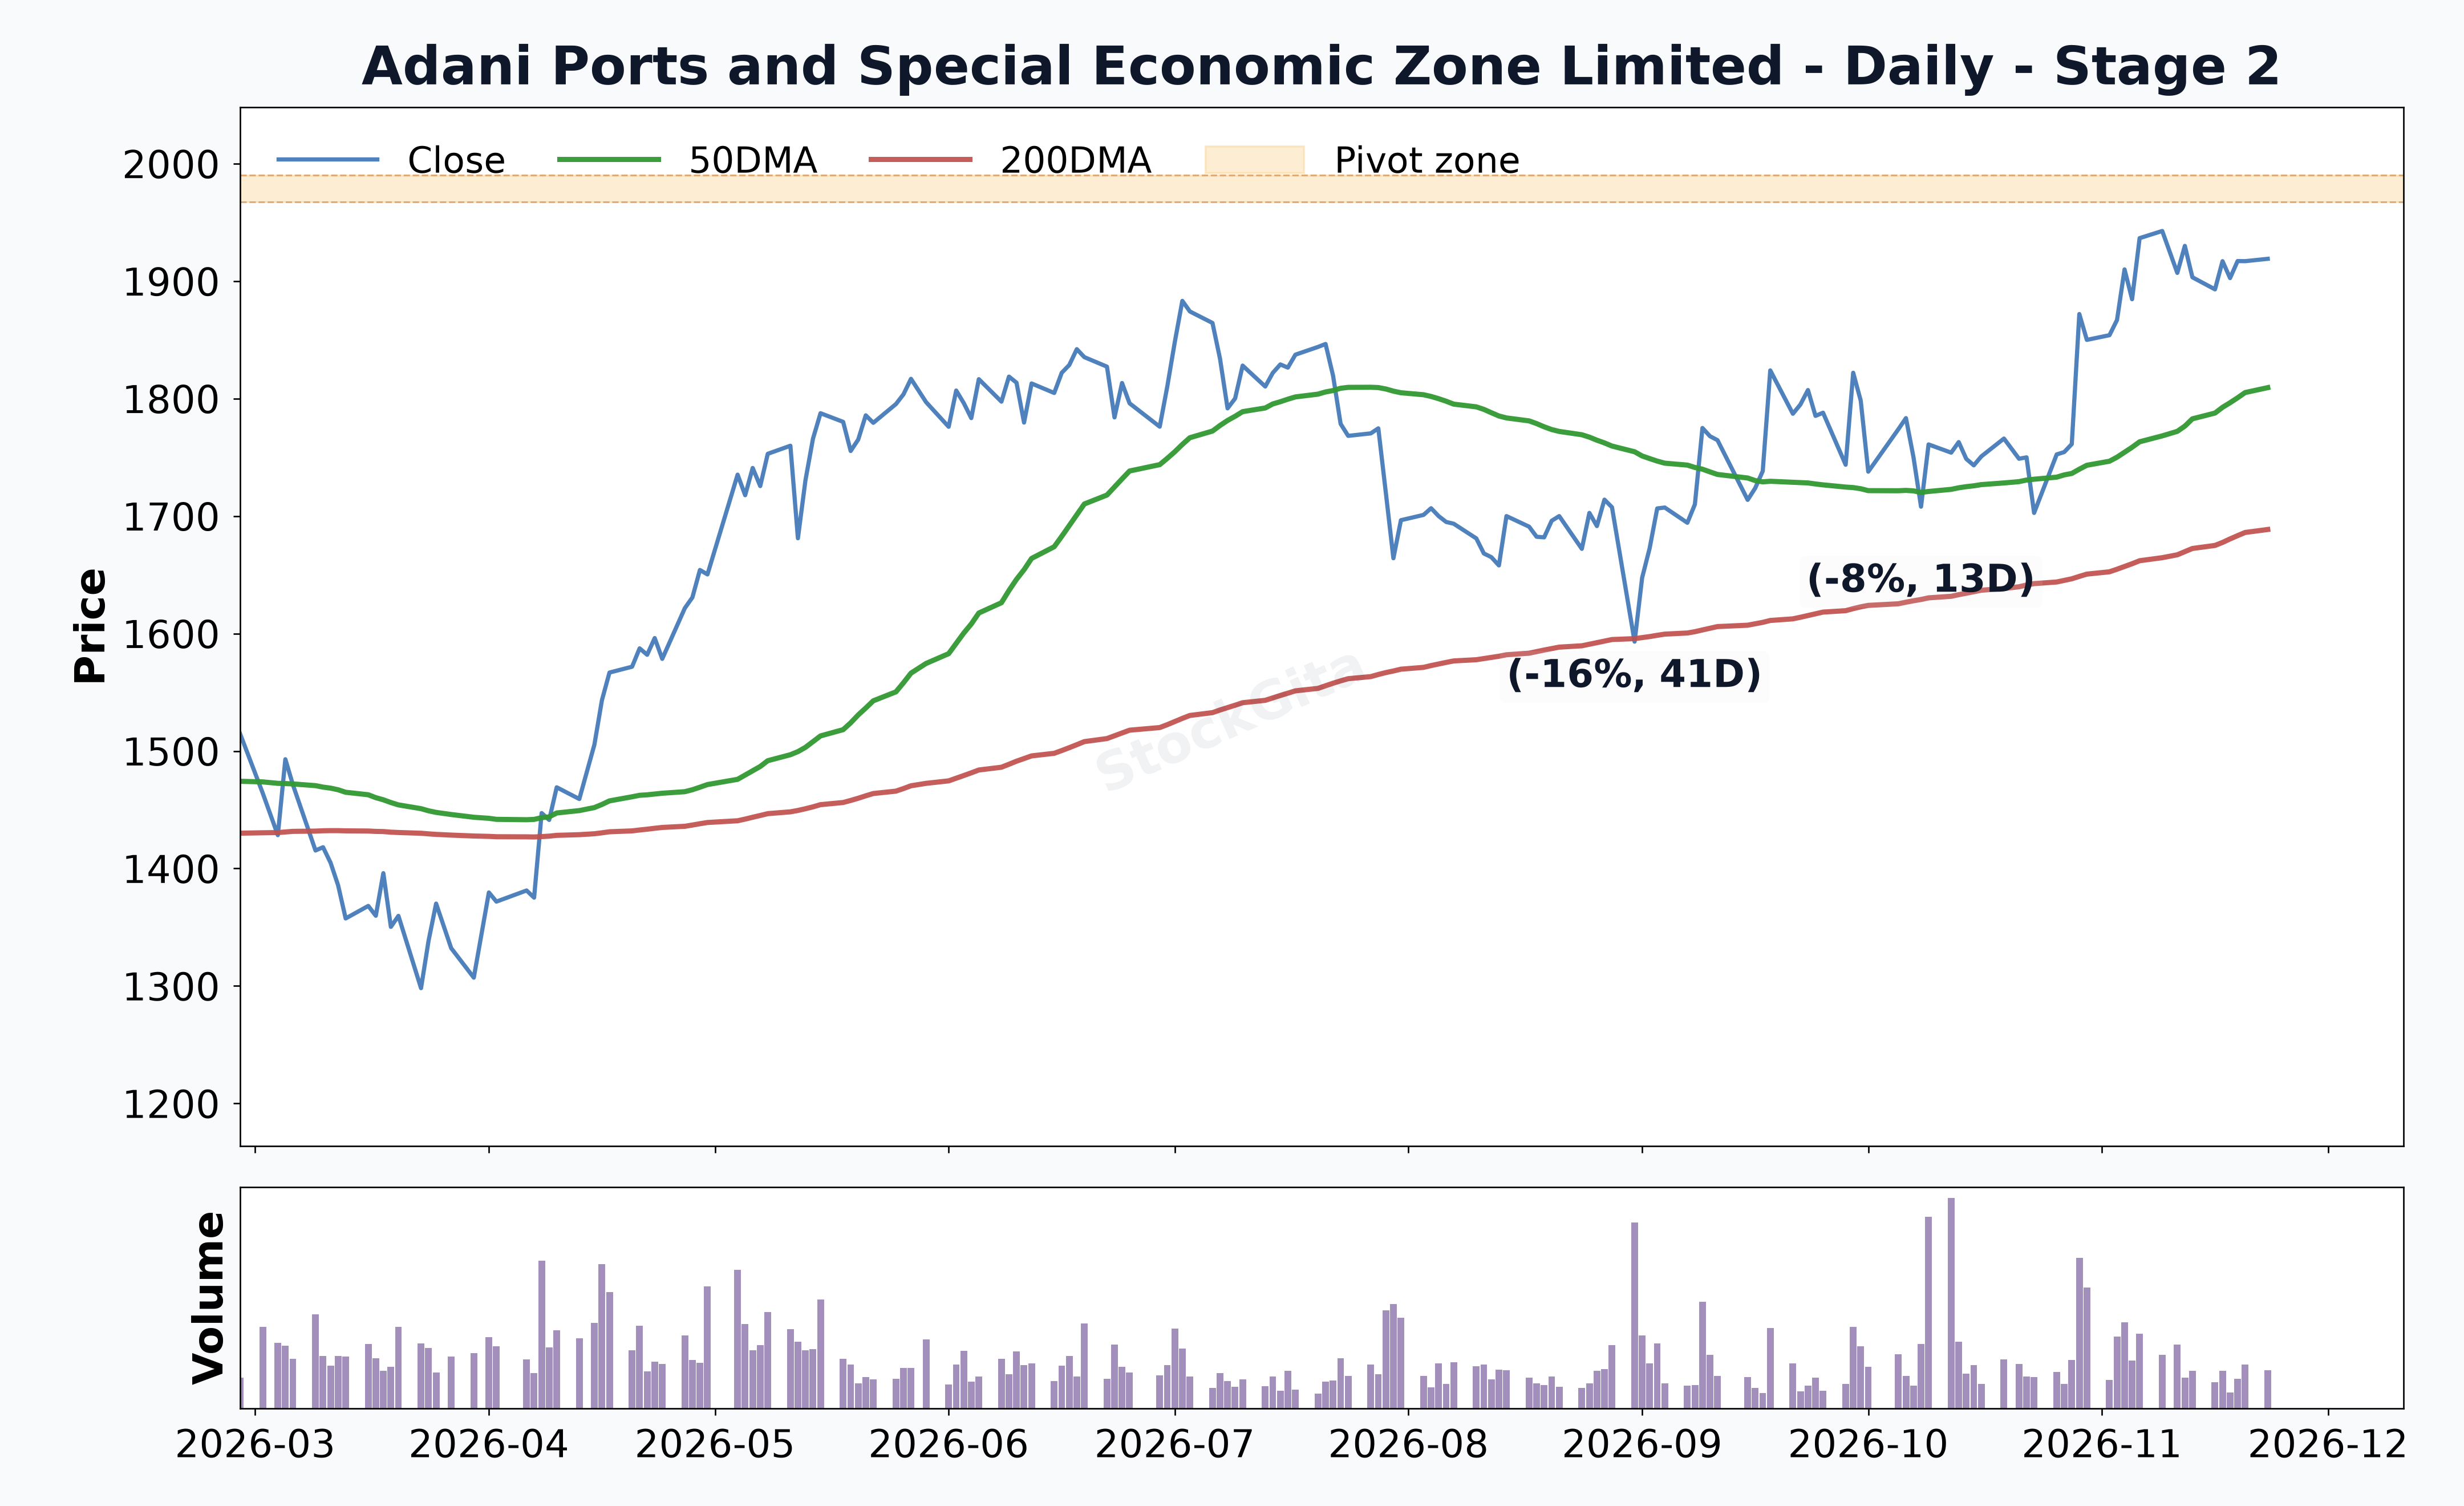 Adani Ports and Special Economic Zone Limited - Daily - Stage 2
Close 50DMA 200DMA Pivot zone
2000
1900
1800
1700
1600
1500
1400
1300
1200
Price
(-8%, 13D)
(-16%, 41D)
StockGita
Volume
2026-03 2026-04 2026-05 2026-06 2026-07 2026-08 2026-09 2026-10 2026-11 2026-12